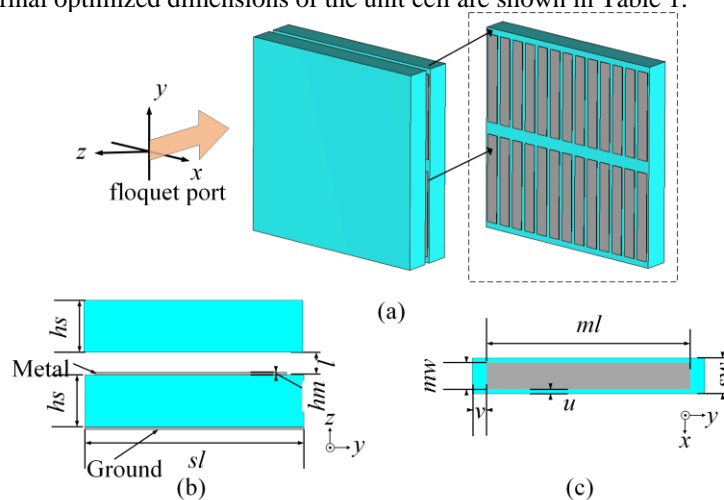 optimized dimensions of the unit cell are shown in Table 1.
y
z
x
floquet port
(a)
hs
l
Metal
hs
hm
z
y
sl
Ground
(b)
ml
mw
v
u
y
x
(c)